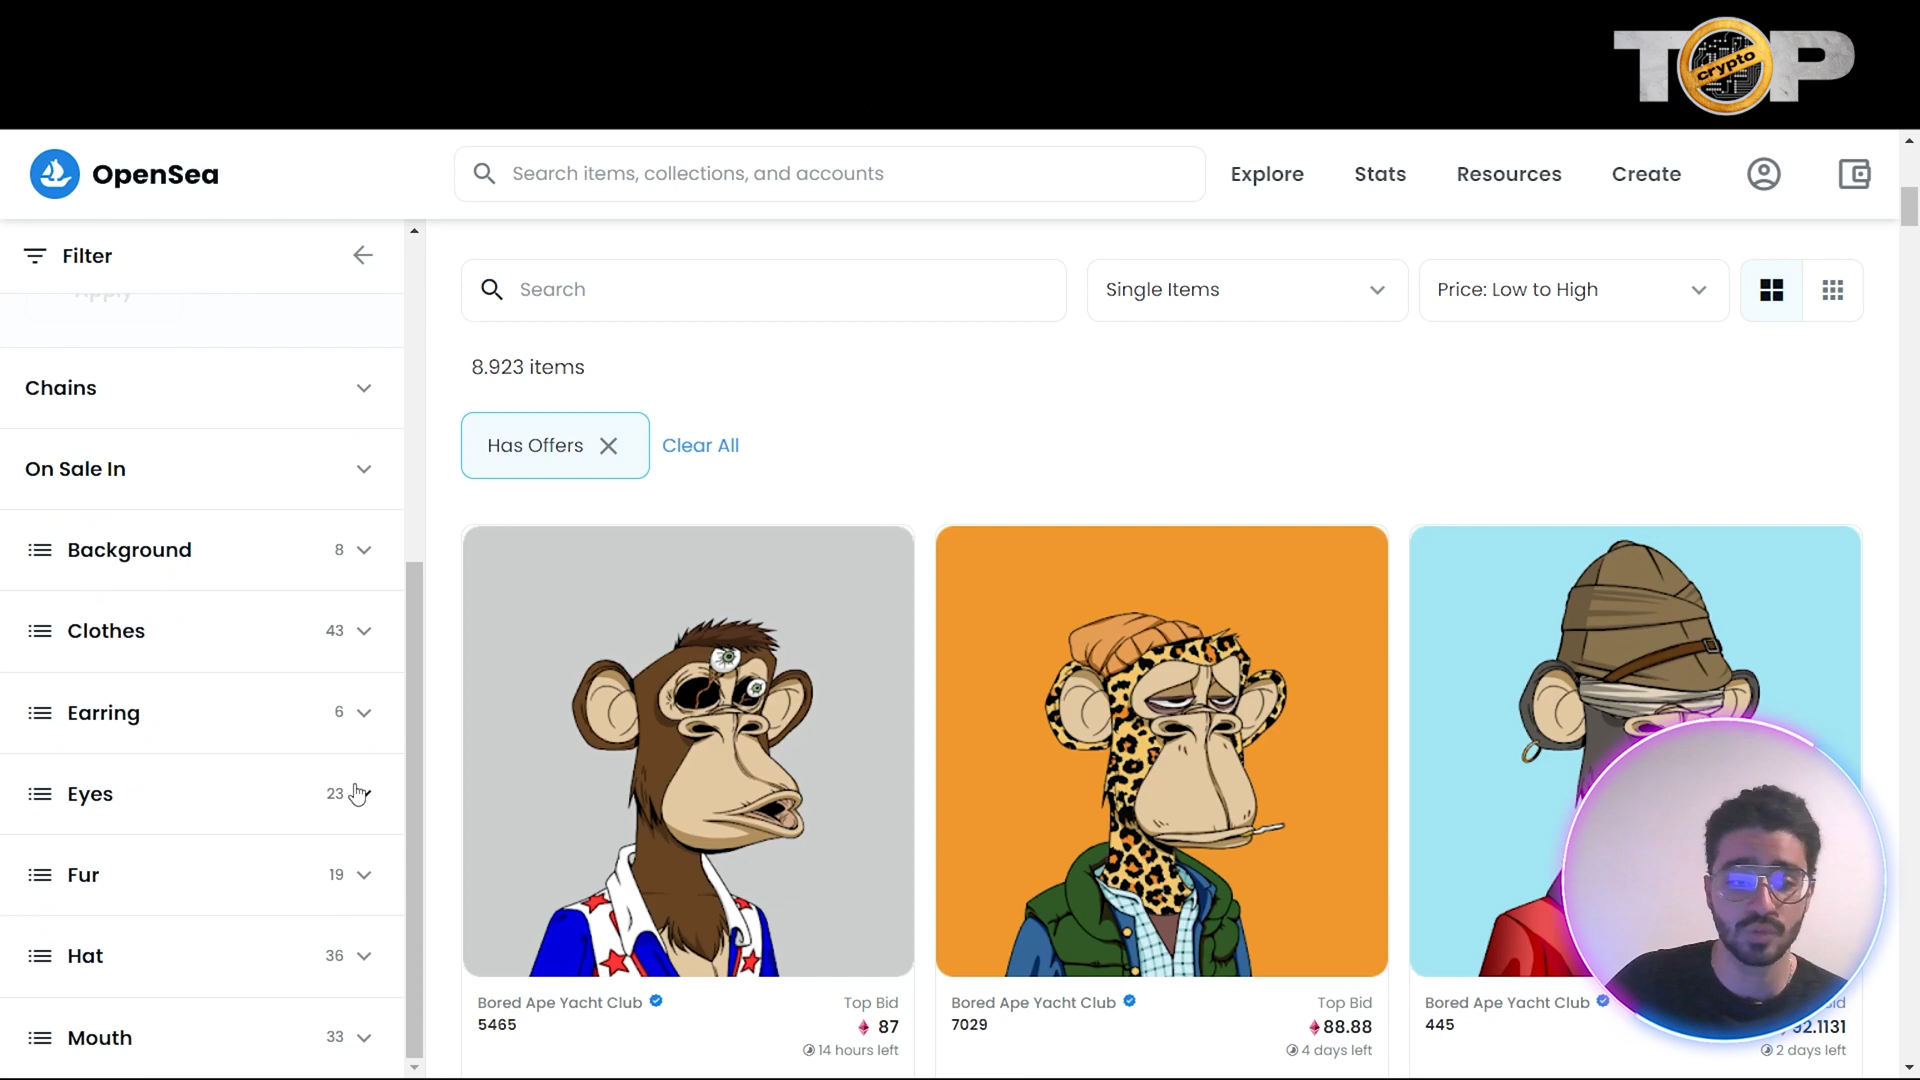 TOP
crypto
OpenSea
Search items, collections, and accounts
Explore
Stats
Resources
Create
Filter
Apply
Chains
On Sale In
Background 8
Clothes 43
Earring 6
Eyes 23
Fur 19
Hat 36
Mouth 33
Search
Single Items
Price: Low to High
8.923 items
Has Offers
Clear All
Bored Ape Yacht Club
5465
Top Bid
87
14 hours left
Bored Ape Yacht Club
7029
Top Bid
88.88
4 days left
Bored Ape Yacht Club
445
92.1131
2 days left